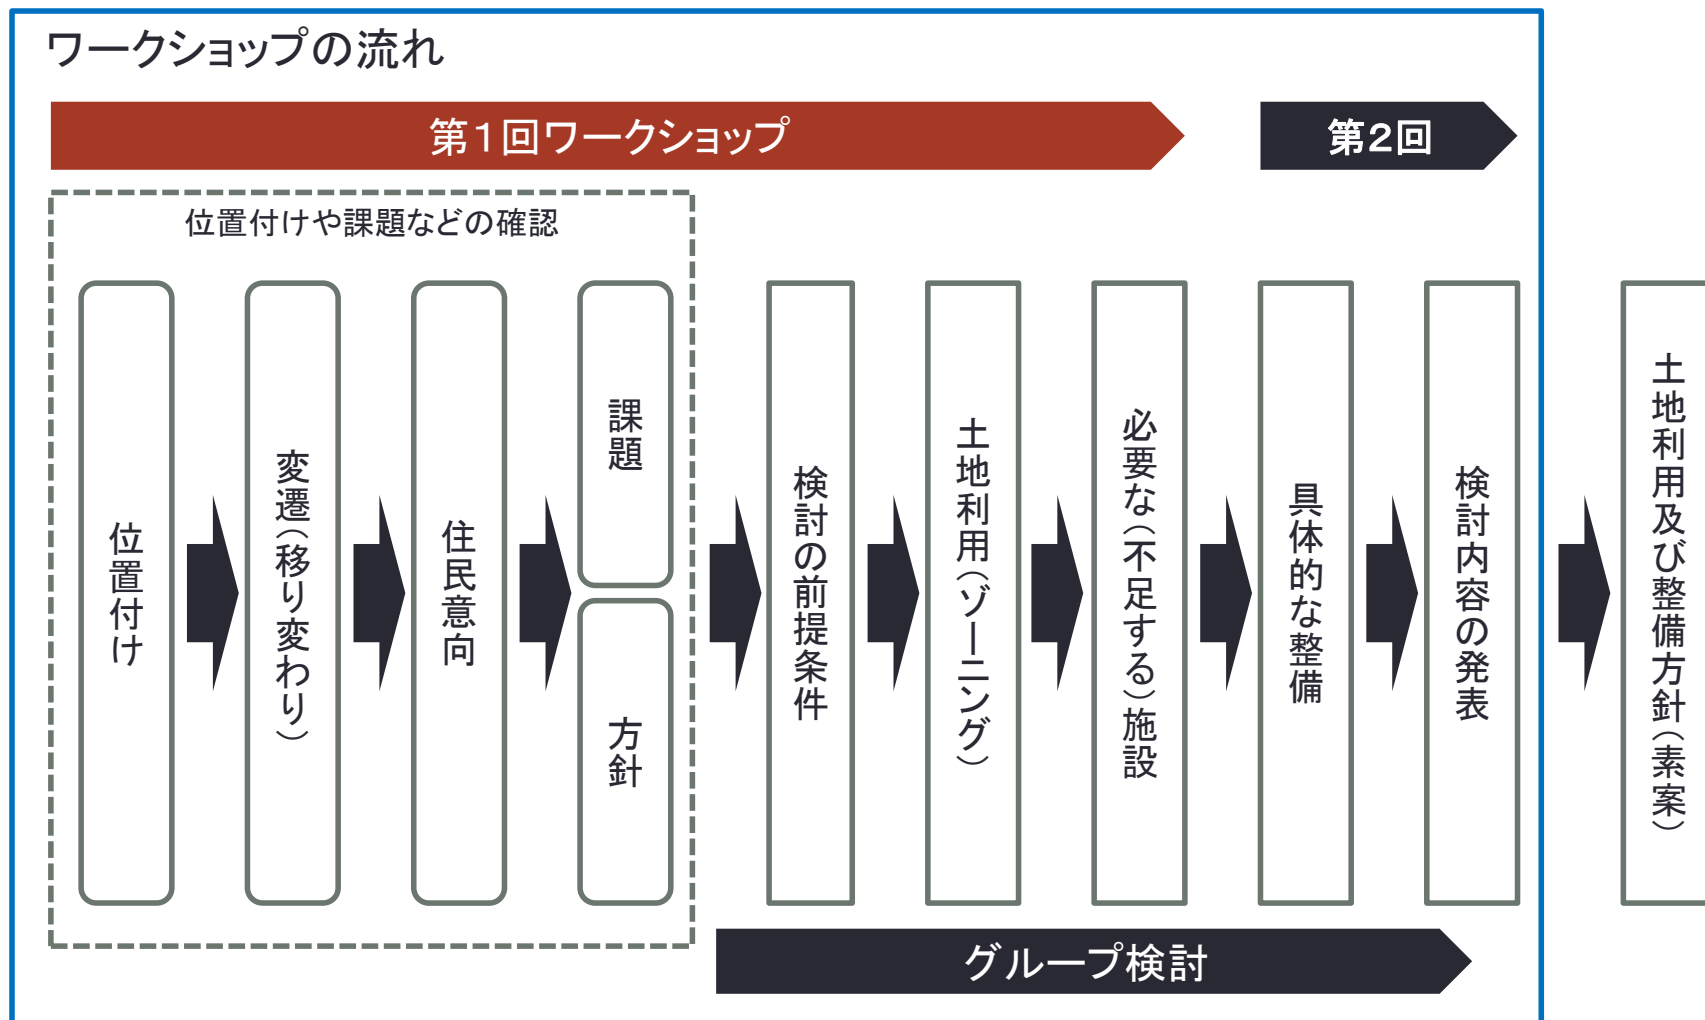 ワークショップの流れ
第1回ワークショップ
第2回
位置付けや課題などの確認
位置付け
変遷(移り変わり)
住民意向
課題
方針
検討の前提条件
土地利用(ゾーニング)
必要な(不足する)施設
具体的な整備
検討内容の発表
土地利用及び整備方針(素案)
グループ検討